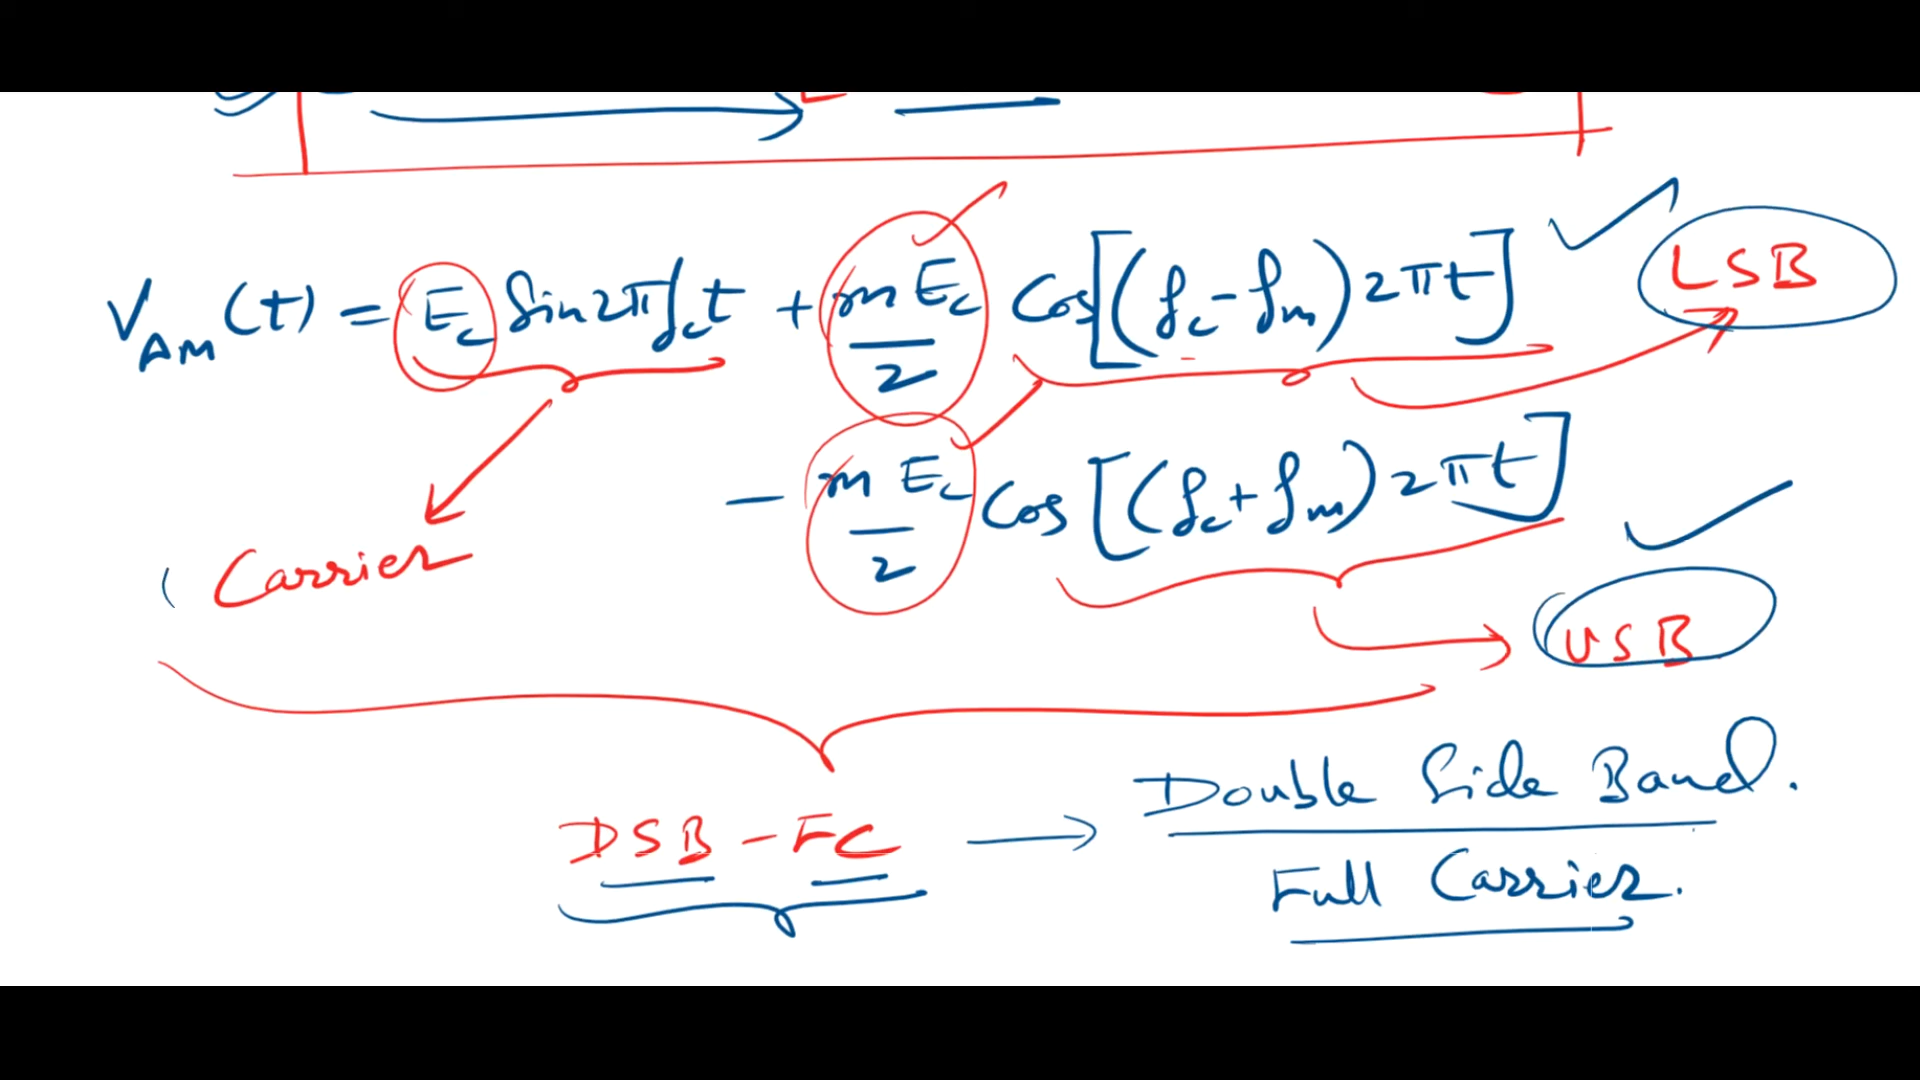 V_AM (t) = E_c Sin2πf_c t + mE_c/2 Cos[(f_c - f_m) 2πt] LSB
- mE_c/2 Cos[(f_c + f_m) 2πt]
Carrier
USB
DSB - FC → Double Side Band.
Full Carrier.